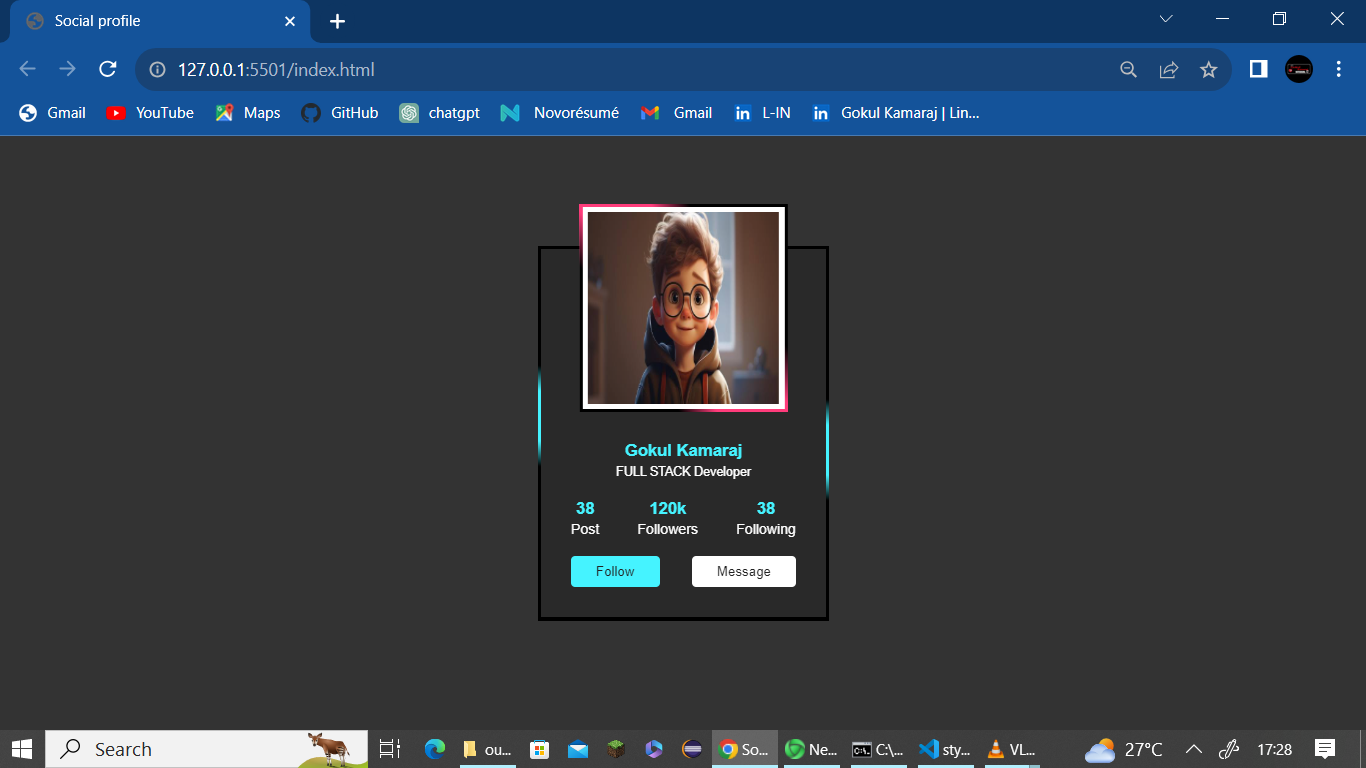 Social profile
127.0.0.1:5501/index.html
Gmail YouTube Maps GitHub chatgpt Novorésumé Gmail L-IN Gokul Kamaraj | Lin...
Gokul Kamaraj
FULL STACK Developer
38 120k 38
Post Followers Following
Follow Message
Search ou... So... Ne... C:\... sty... VL... 27°C 17:28